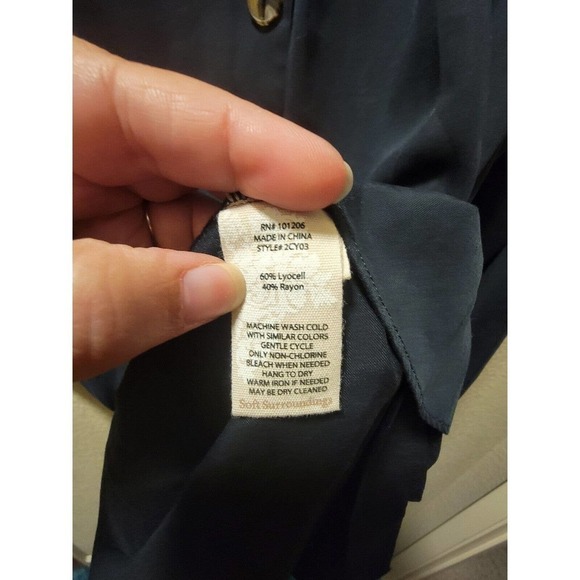 RN# 101206
MADE IN CHINA
STYLE# 2CY03
60% Lyocell
40% Rayon
MACHINE WASH COLD
WITH SIMILAR COLORS
GENTLE CYCLE
ONLY NON-CHLORINE
BLEACH WHEN NEEDED
HANG TO DRY
WARM IRON IF NEEDED
MAY BE DRY CLEANED
Soft Surroundings